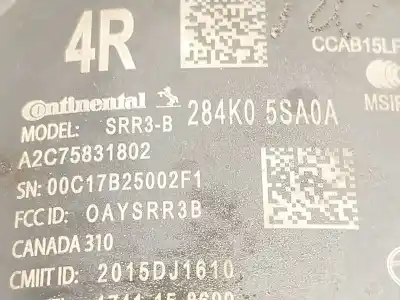 4R
CCAB15LF
Continental
MODEL: SRR3-B 284K0 5SA0A
MSIP
A2C75831802
SN: 00C17B25002F1
FCC ID: OAYSRR3B
CANADA 310
CMIIT ID: 2015DJ1610